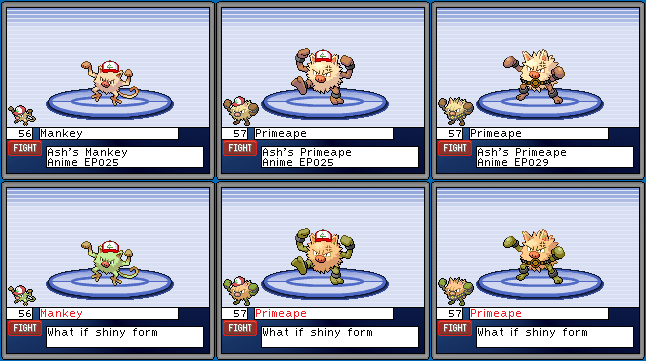 56 Mankey
FIGHT
Ash's Mankey
Anime EP025
57 Primeape
FIGHT
Ash's Primeape
Anime EP025
57 Primeape
FIGHT
Ash's Primeape
Anime EP029
56 Mankey
FIGHT
What if shiny form
57 Primeape
FIGHT
What if shiny form
57 Primeape
FIGHT
What if shiny form